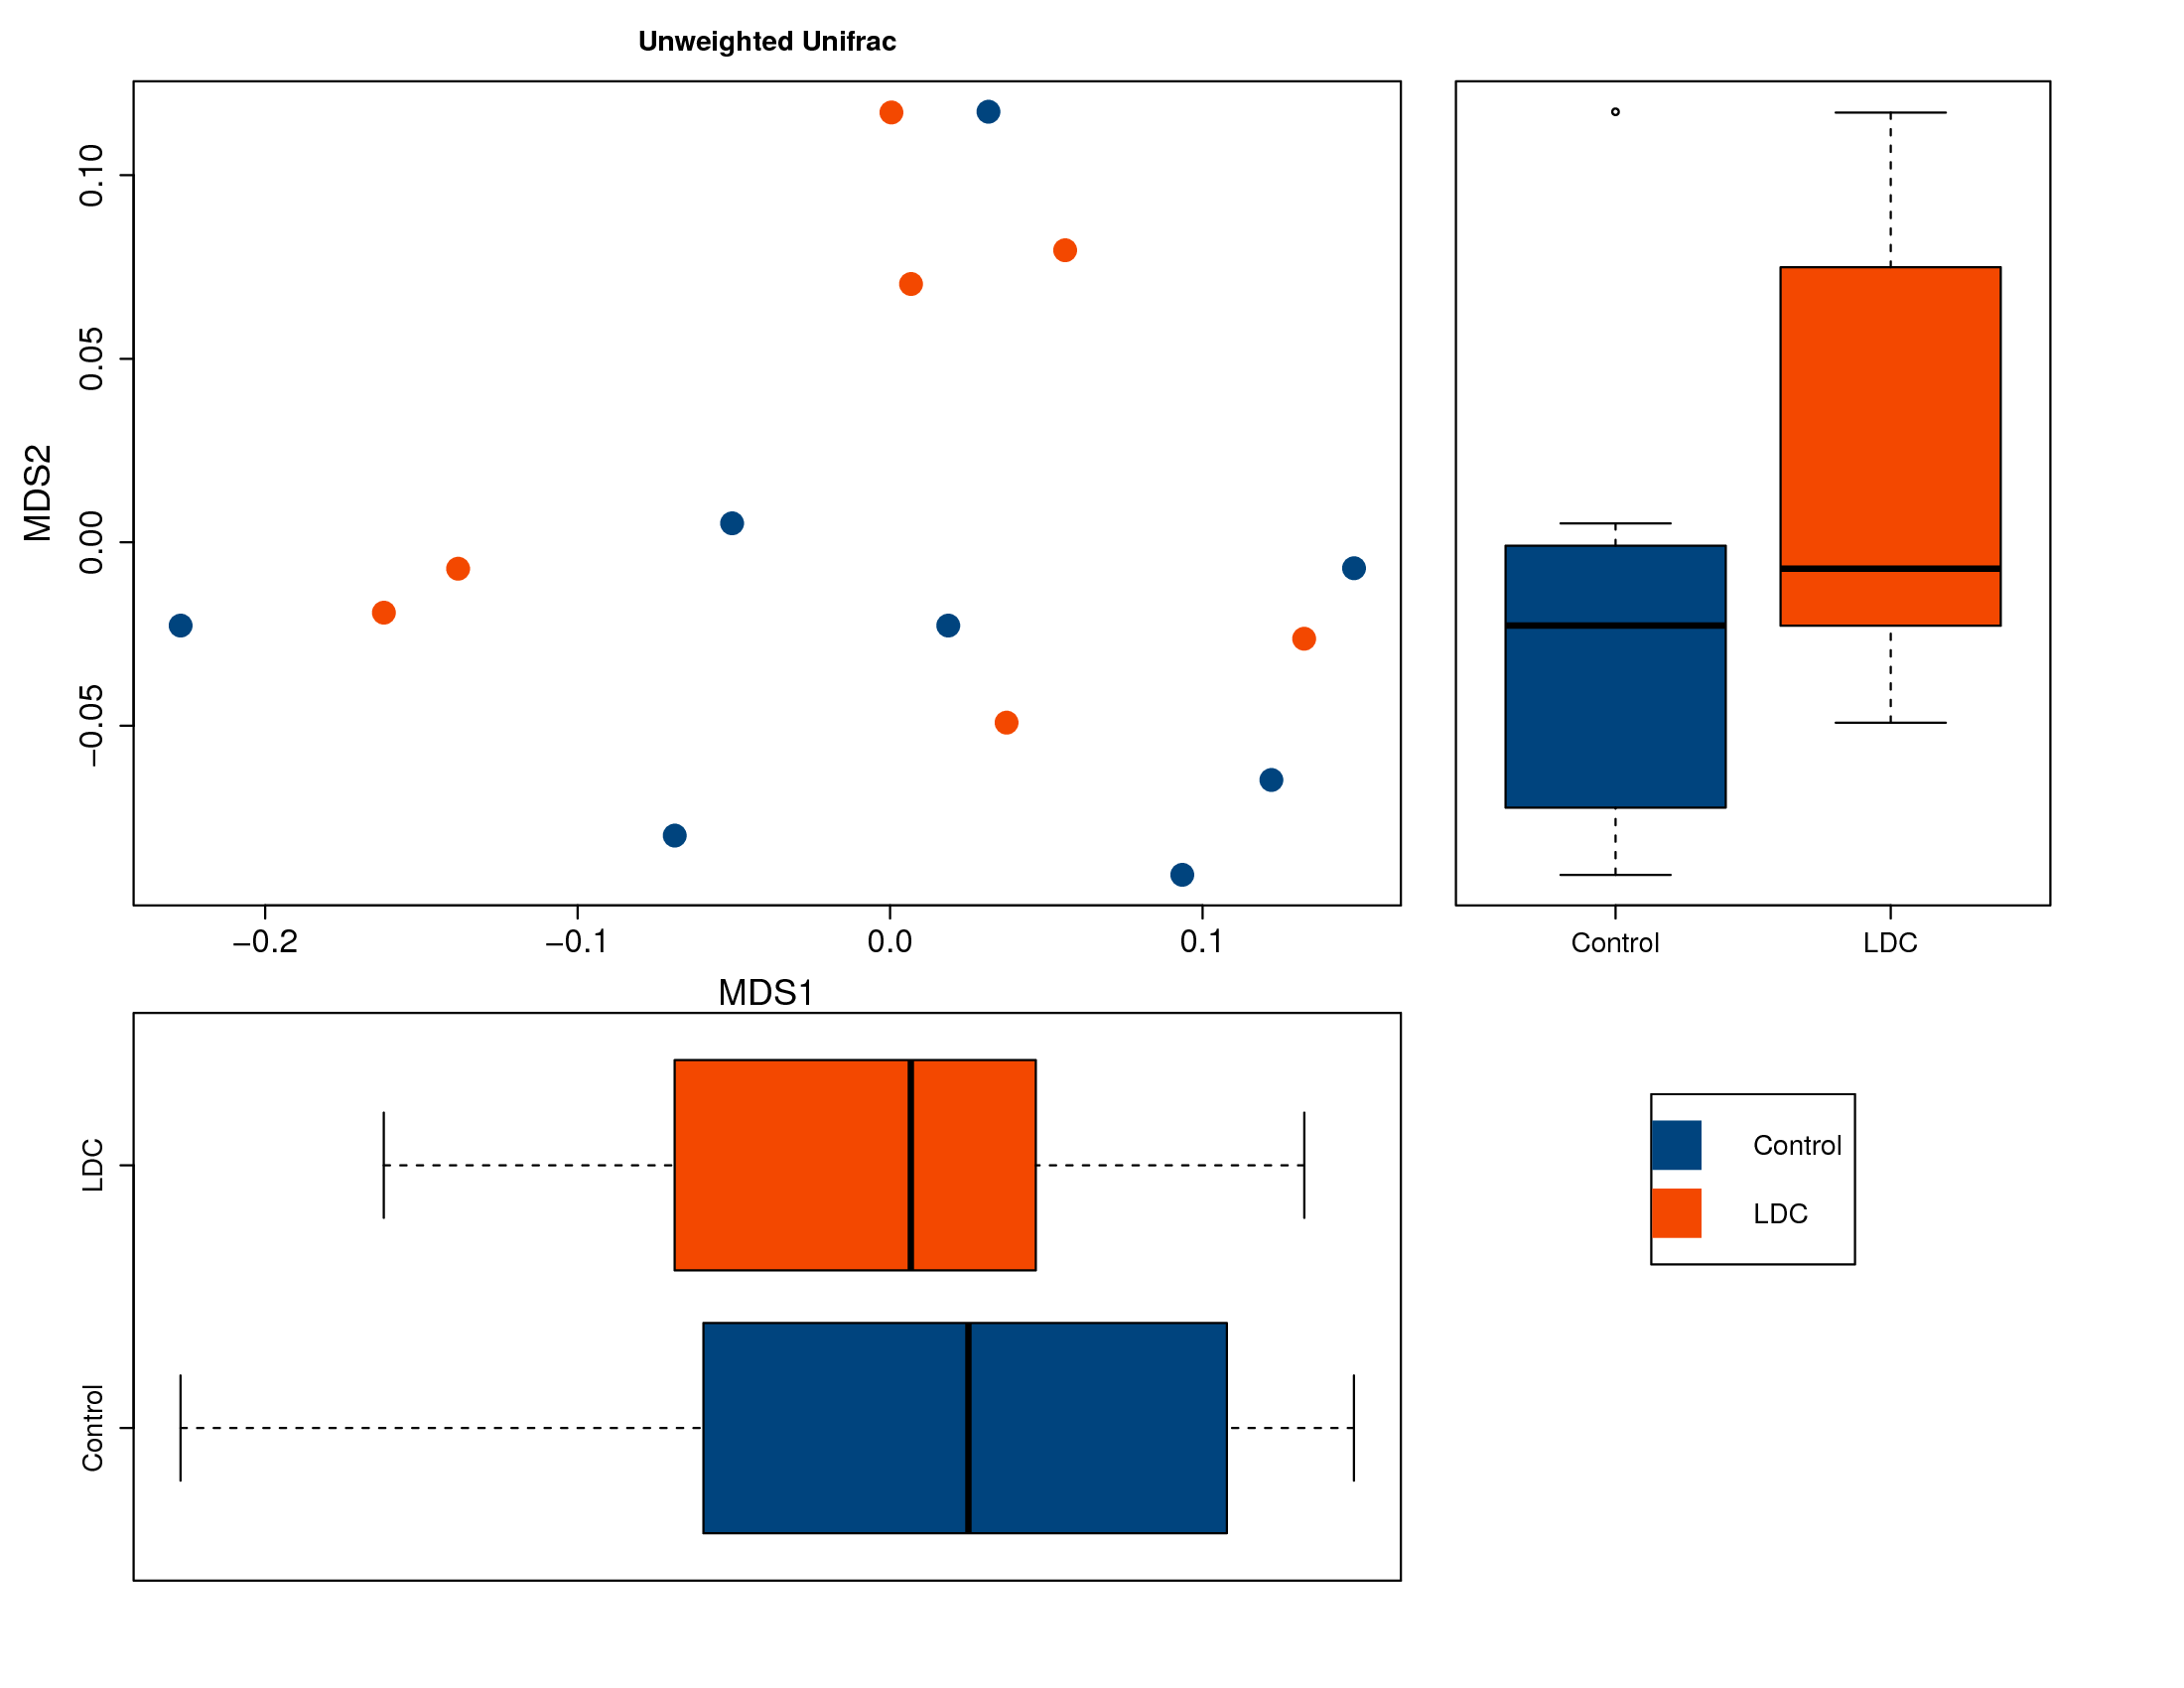 Unweighted Unifrac
MDS2
0.10
0.05
0.00
−0.05
−0.2 −0.1 0.0 0.1
MDS1
Control LDC
LDC
Control
Control
LDC